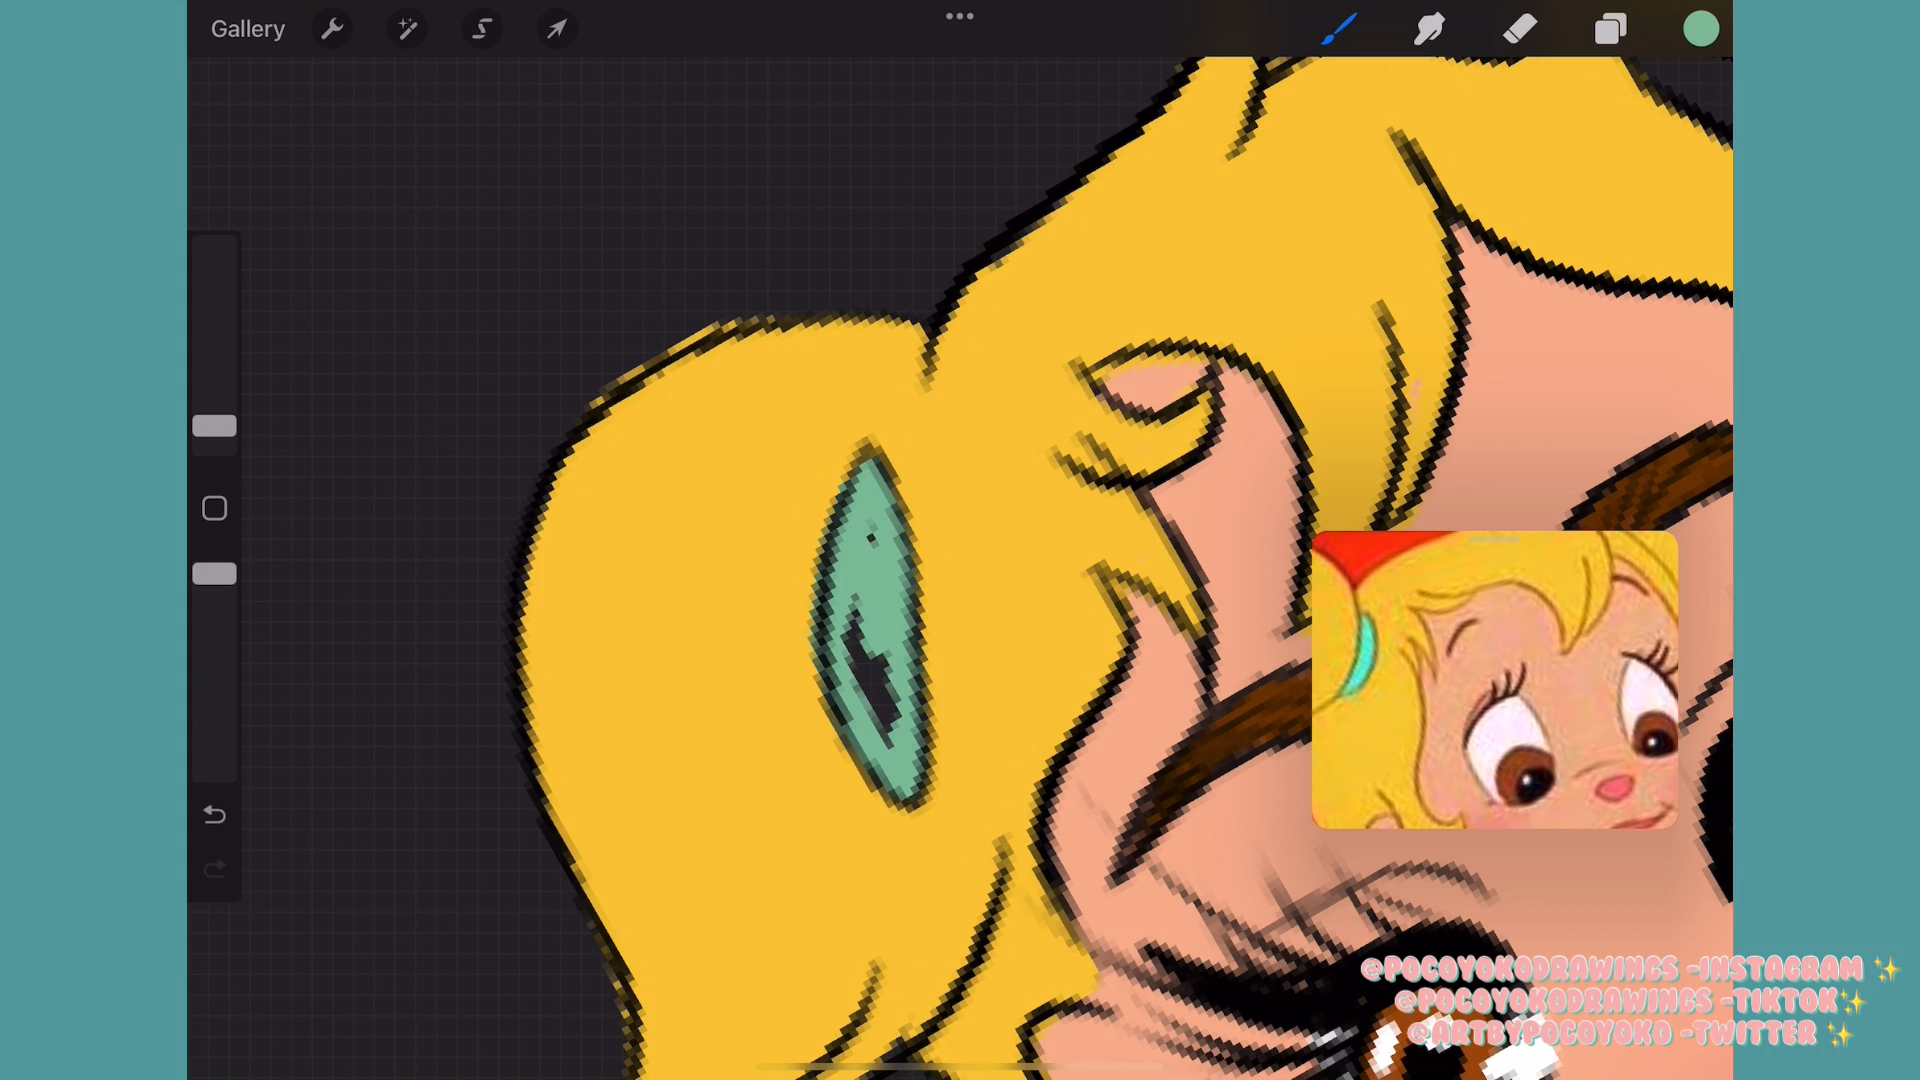 Gallery
@POCOYOKODRAWINGS -INSTAGRAM ✨
@POCOYOKODRAWINGS -TIKTOK✨
@ARTBYPOCOYOKO -TWITTER ✨